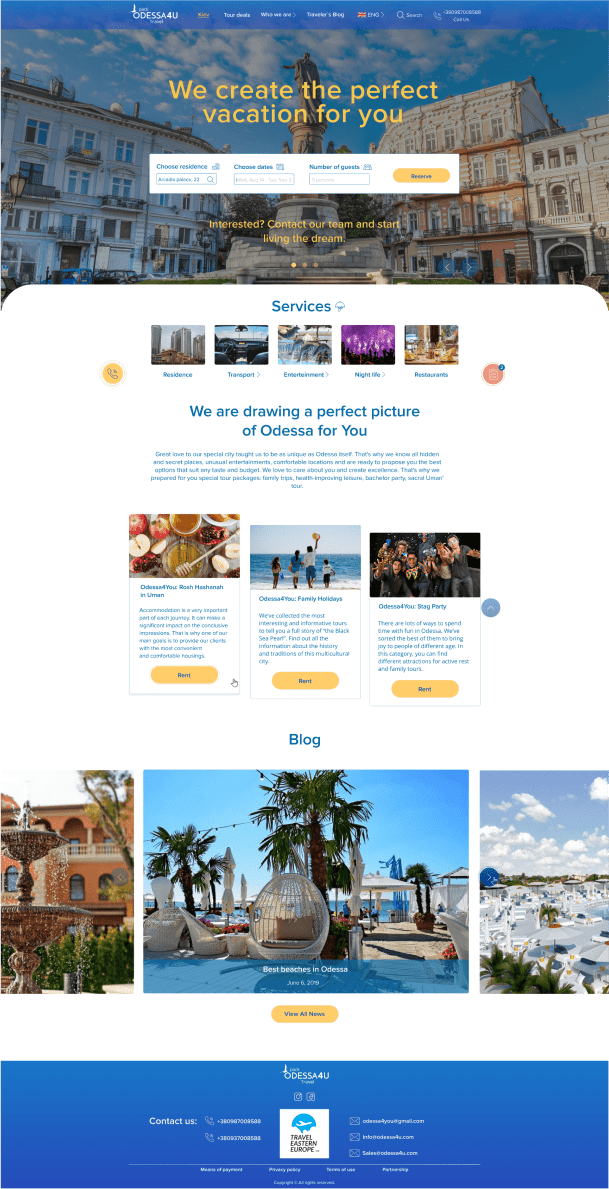 park
ODESSA4U
Travel
Kiev
Tour deals
Who we are
Traveler`s Blog
ENG
Search
+380987008588
Call Us
We create the perfect
vacation for you
Choose residence
Choose dates
Number of guests
Arcadia palace, 22
Reserve
Interested? Contact our team and start
living the dream.
Services
Residence
Transport
Enterteinment
Night life
Restaurants
We are drawing a perfect picture
of Odessa for You
Great love to our special city taught us to be as unique as Odessa itself. That's why we know all hidden
and secret places, unusual entertainments, comfortable locations and are ready to propose you the best
options that suit any taste and budget. We love to care about you and create excellence. That's why we
prepared for you special tour packages: family trips, health-improving leisure, bachelor party, sacral Uman'
tour.
Odessa4You: Rosh Hashanah
in Uman
Accommodation is a very important
part of each journey. It can make a
significant impact on the conclusive
impressions. That is why one of our
main goals is to provide our clients
with the most convenient
and comfortable housings.
Rent
Odessa4You: Family Holidays
We've collected the most
interesting and informative tours
to tell you a full story of "the Black
Sea Pearl". Find out all the
information about the history
and traditions of this multicultural
city.
Rent
Odessa4You: Stag Party
There are lots of ways to spend
time with fun in Odessa. We've
sorted the best of them to bring
joy to people of different age. In
this category, you can find
different attractions for active rest
and family tours.
Rent
Blog
Best beaches in Odessa
June 6, 2019
View All News
park
ODESSA4U
Travel
Contact us:
+380987008588
+380937008588
TRAVEL
EASTERN
EUROPE
odessa4you@gmail.com
Info@odessa4u.com
Sales@odessa4u.com
Means of payment
Privacy policy
Terms of use
Partnership
Copyright © All rights reserved.